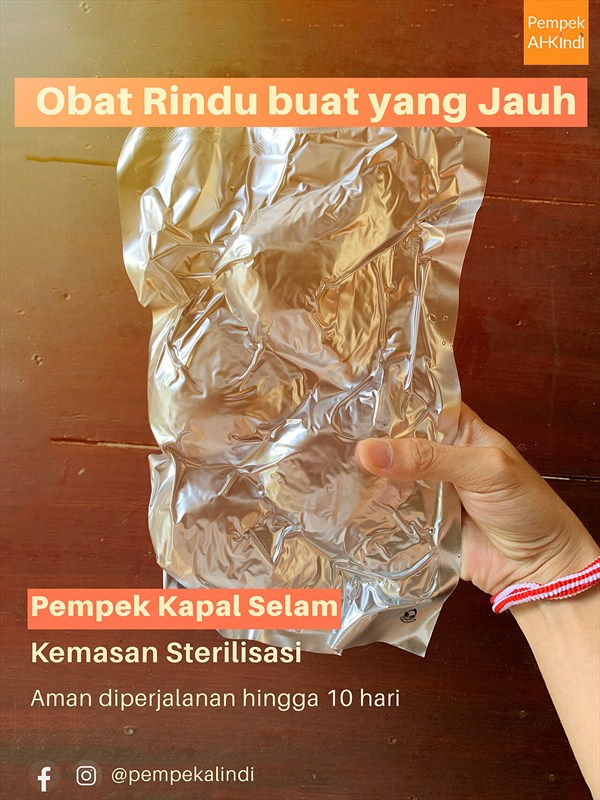 Pempek
Al-Kindi
Obat Rindu buat yang Jauh
Pempek Kapal Selam
Kemasan Sterilisasi
Aman diperjalanan hingga 10 hari
@pempekalindi